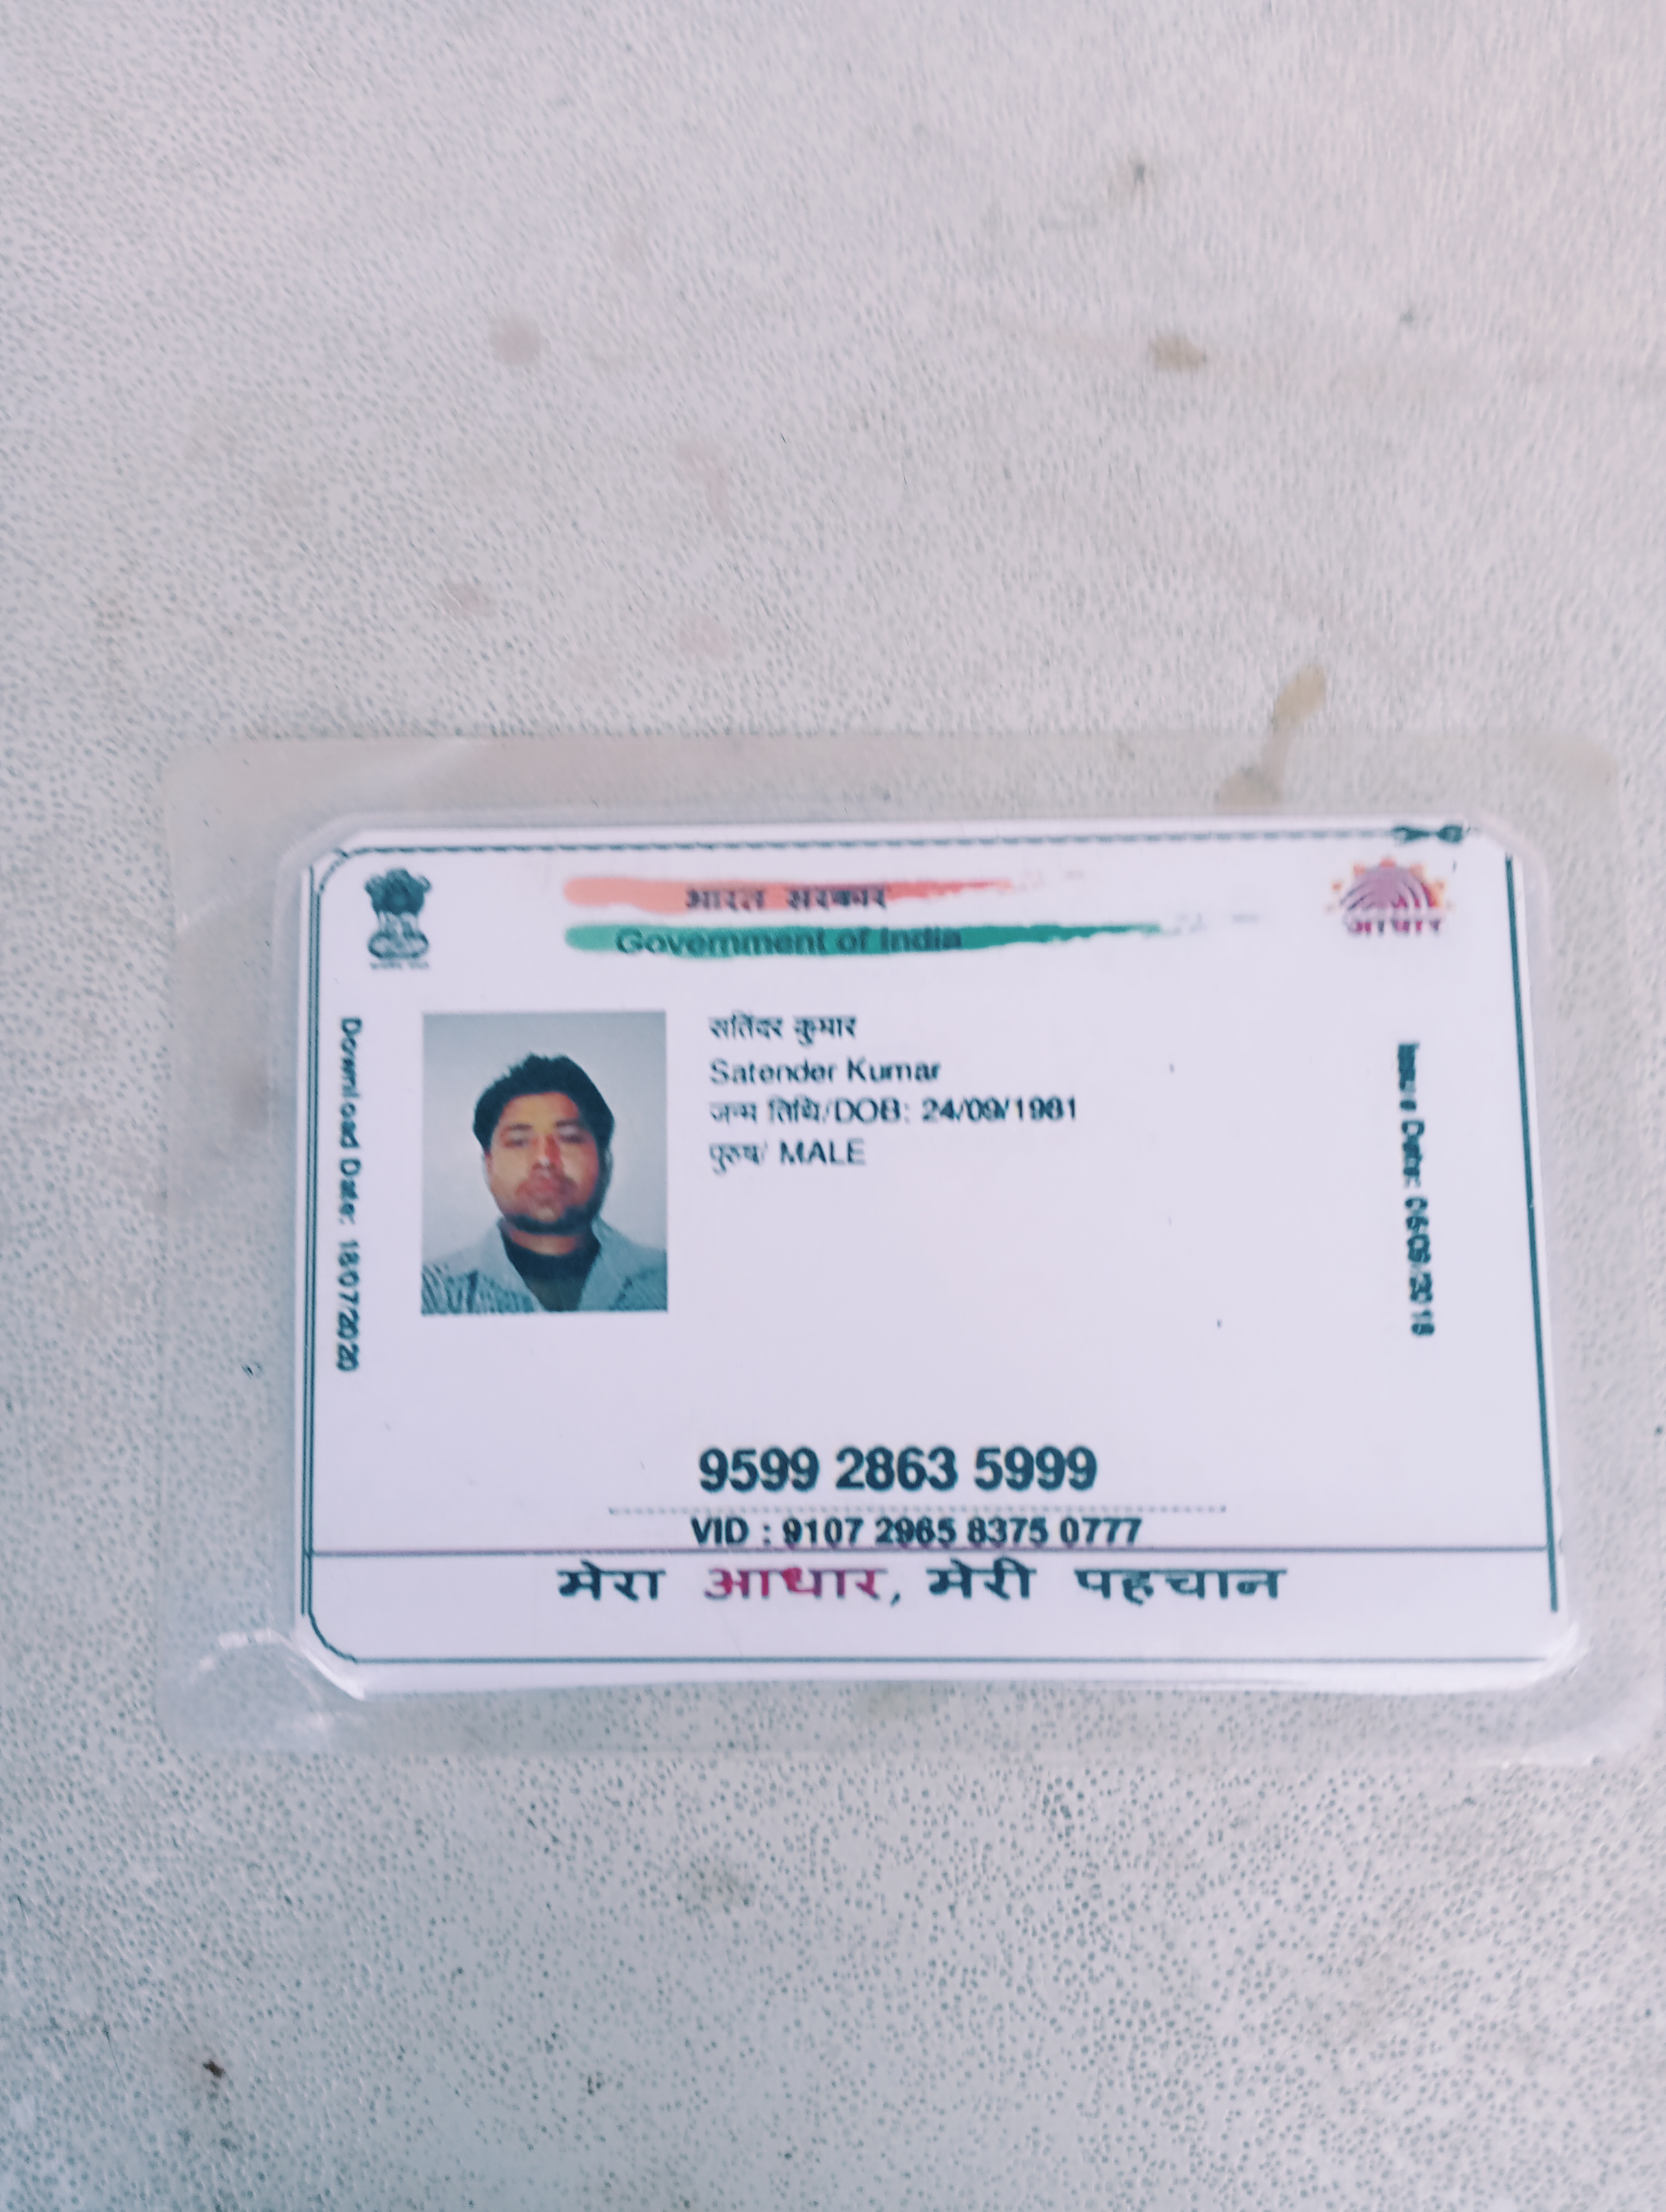 भारत सरकार
Government of India
आधार
सतिंदर कुमार
Satender Kumar
जन्म तिथि/DOB: 24/09/1981
पुरुष/ MALE
Download Date: 18/07/2020
Issue Date:
9599 2863 5999
VID : 9107 2965 8375 0777
मेरा आधार, मेरी पहचान